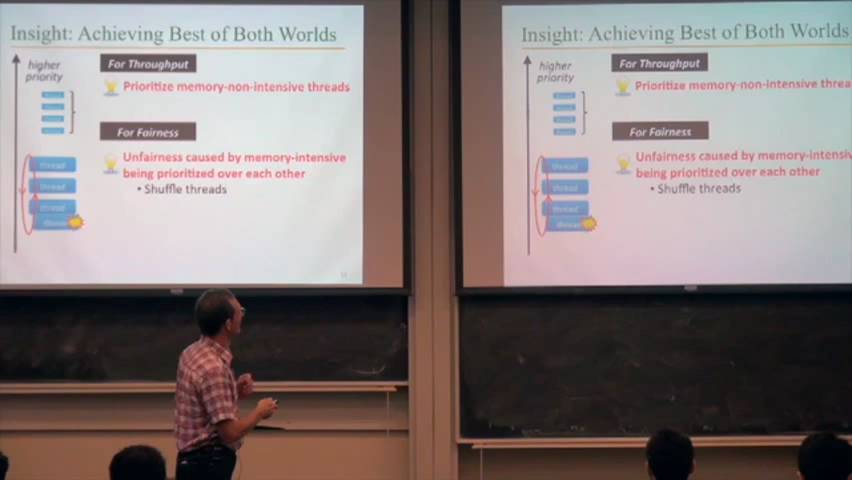 Insight: Achieving Best of Both Worlds
higher
priority
For Throughput
Prioritize memory-non-intensive threads
For Fairness
Unfairness caused by memory-intensive
being prioritized over each other
• Shuffle threads
thread
thread
thread
thread
Insight: Achieving Best of Both Worlds
higher
priority
For Throughput
Prioritize memory-non-intensive threa
For Fairness
Unfairness caused by memory-intensiv
being prioritized over each other
• Shuffle threads
thread
thread
thread
thread